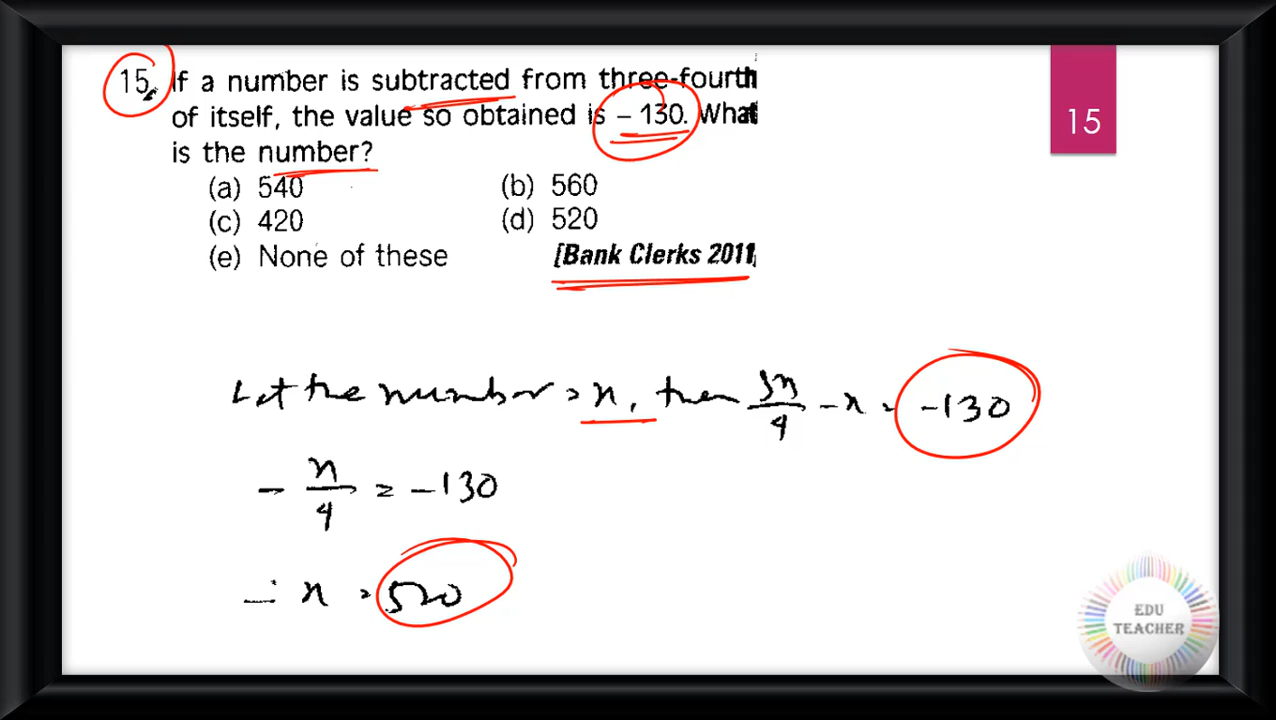 15. If a number is subtracted from three-fourth
15
of itself, the value so obtained is – 130. What
is the number?
(a) 540 (b) 560
(c) 420 (d) 520
(e) None of these [Bank Clerks 2011
Let the number = x, then 3x/4 - x = -130
- x/4 = -130
∴ x = 520
EDU
TEACHER